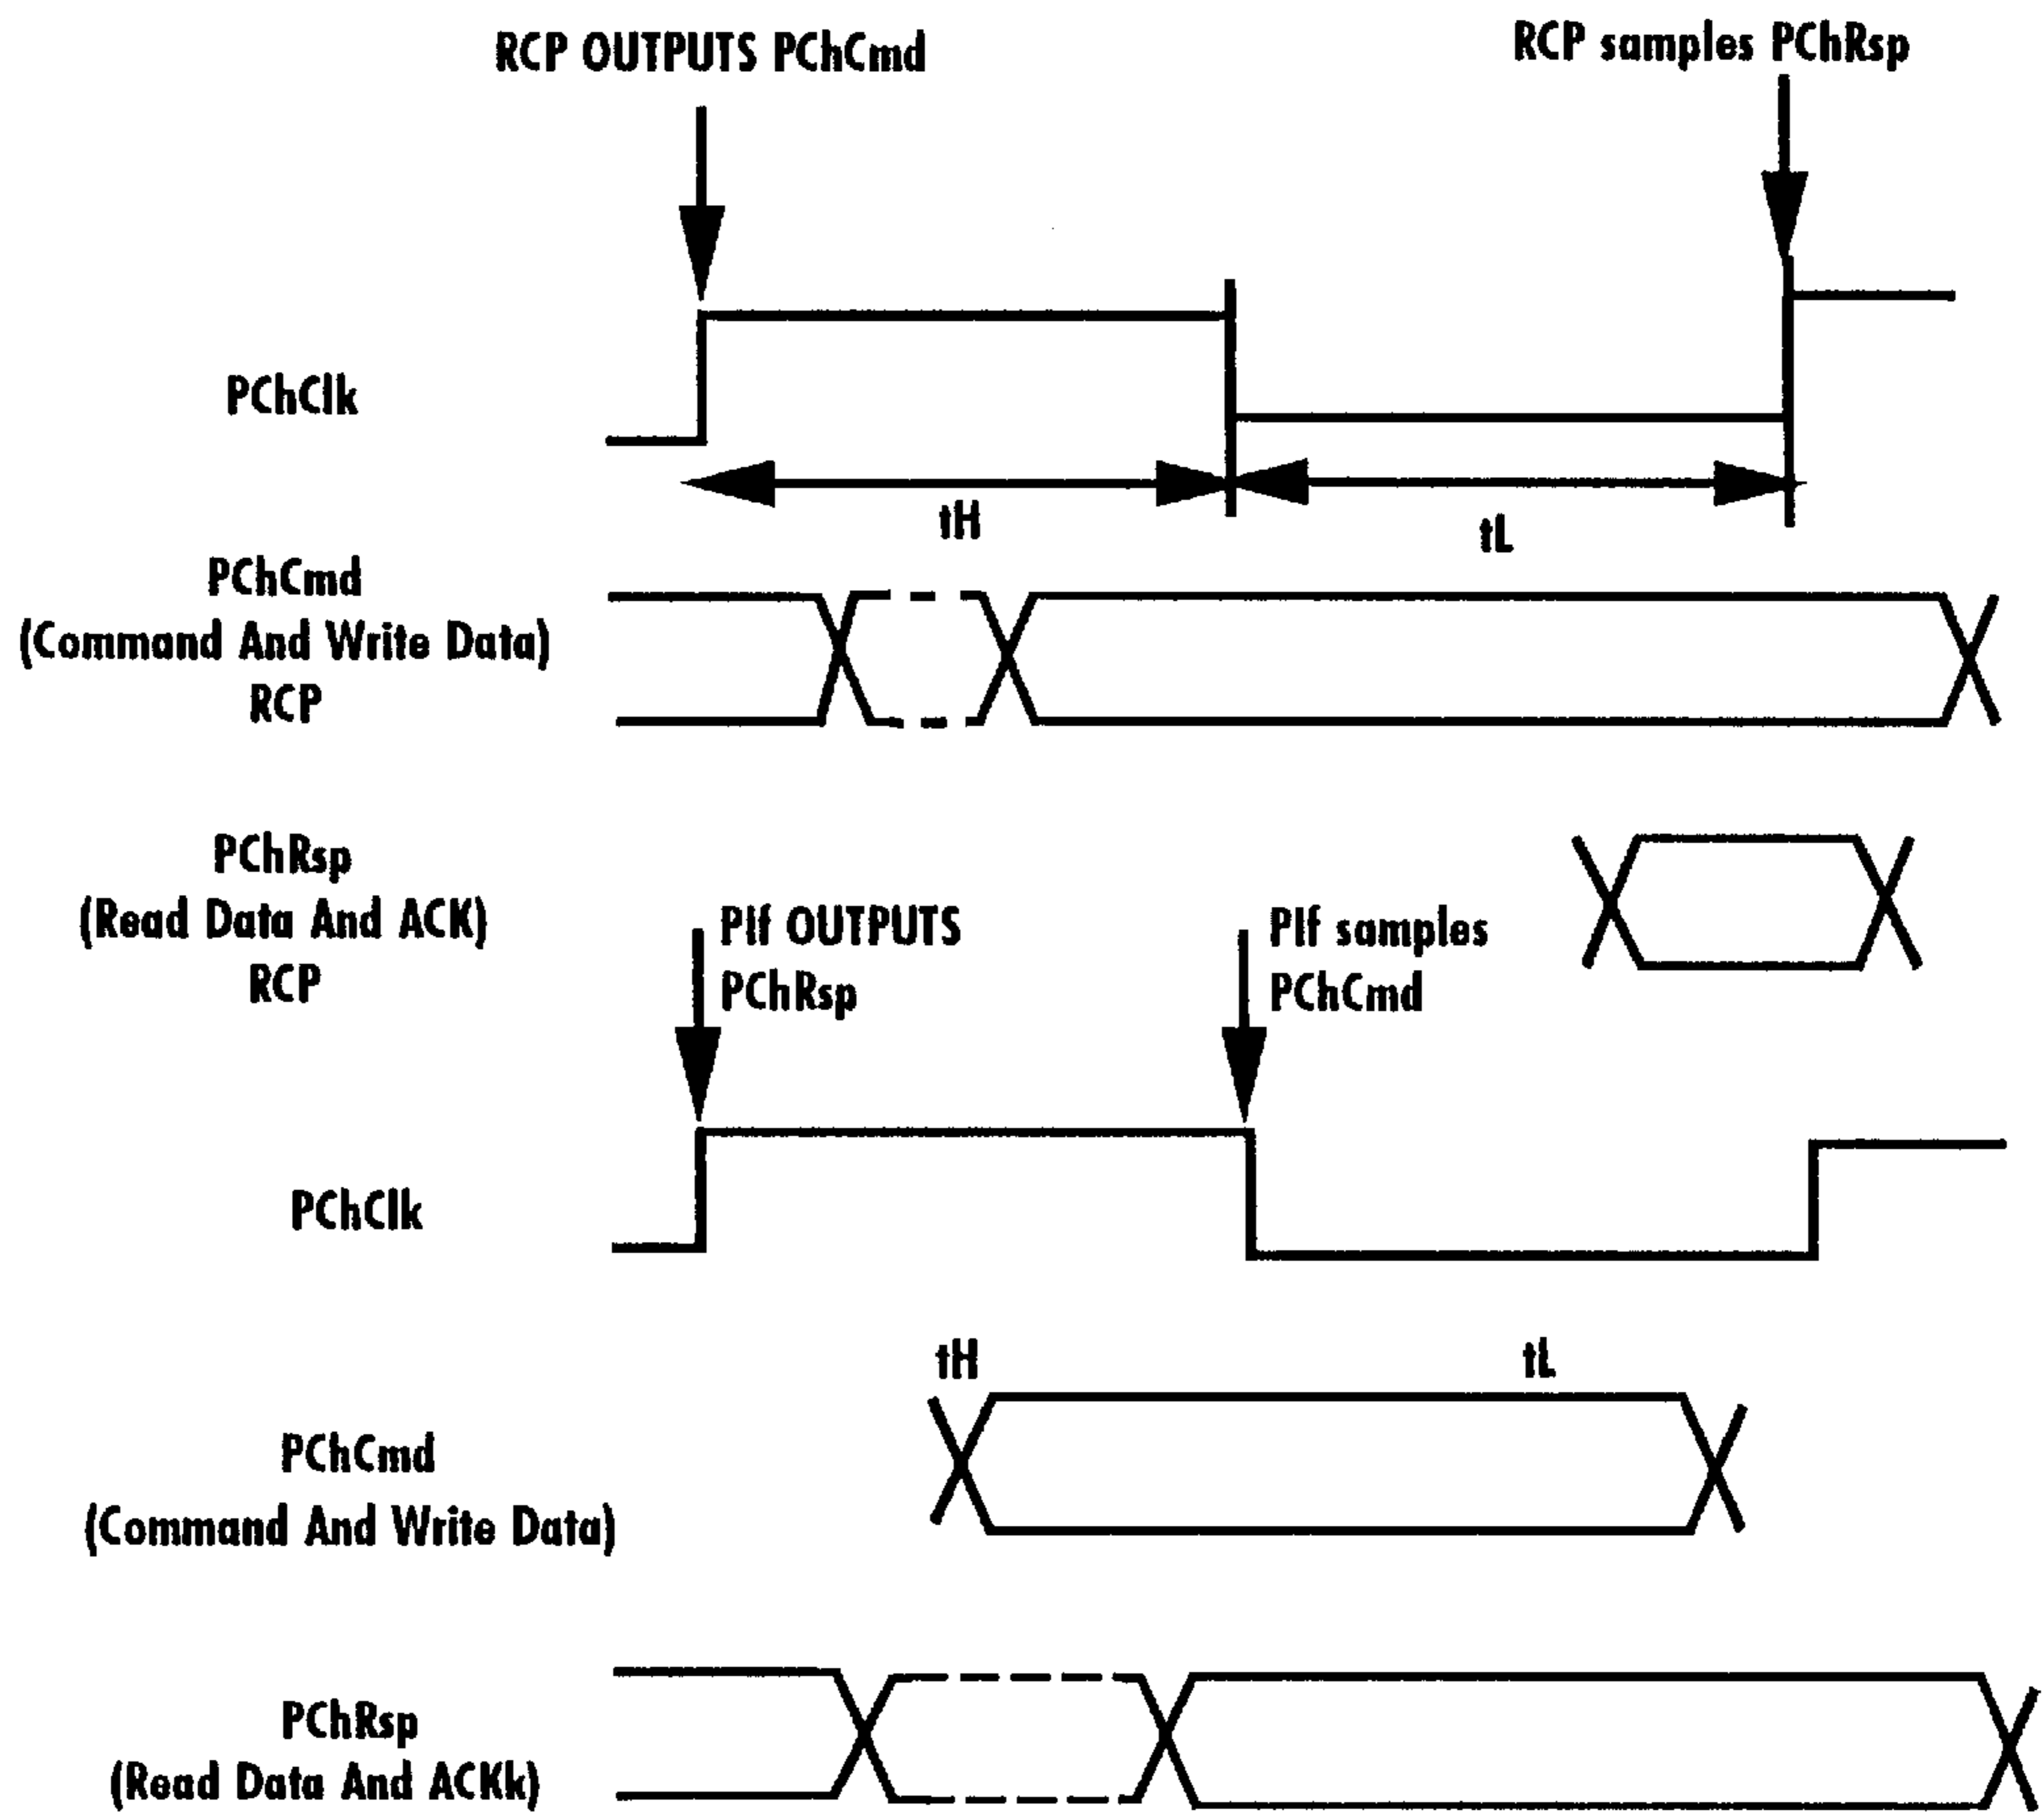 RCP OUTPUTS PChCmd
RCP samples PChRsp
PChClk
tH
tL
PChCmd
(Command And Write Data)
RCP
PChRsp
(Read Data And ACK)
RCP
PIf OUTPUTS
PChRsp
PIf samples
PChCmd
PChClk
tH
tL
PChCmd
(Command And Write Data)
PChRsp
(Read Data And ACKk)